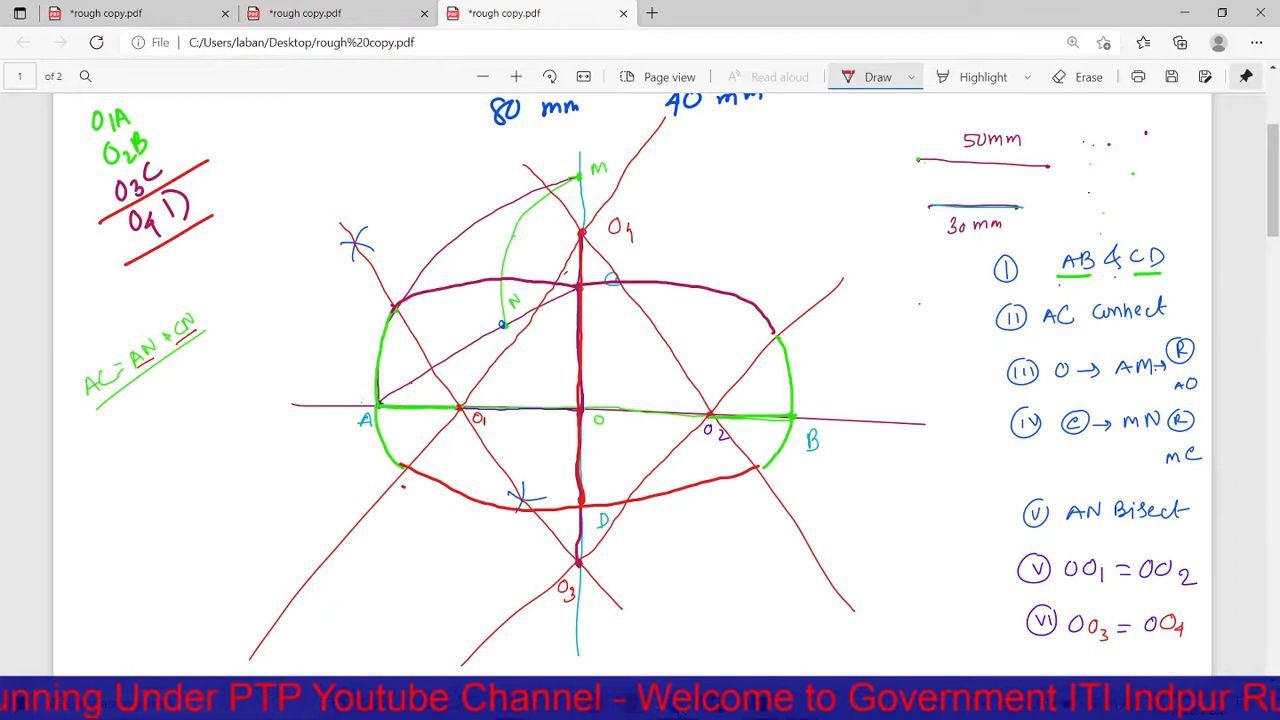 *rough copy.pdf
*rough copy.pdf
*rough copy.pdf
File
C:/Users/laban/Desktop/rough%20copy.pdf
1
of 2
Page view
Read aloud
Draw
Highlight
Erase
80 mm
40 mm
O1A
O2B
O3C
O4D
AC = AN + CN
M
O4
C
N
A
O1
O
O2
B
D
O3
50mm
30 mm
I AB & CD
II AC Connect
III O → AM → R
AO
IV C → MN R
MC
V AN Bisect
V OO1 = OO2
VI OO3 = OO4
unning Under PTP Youtube Channel - Welcome to Government ITI Indpur Ru